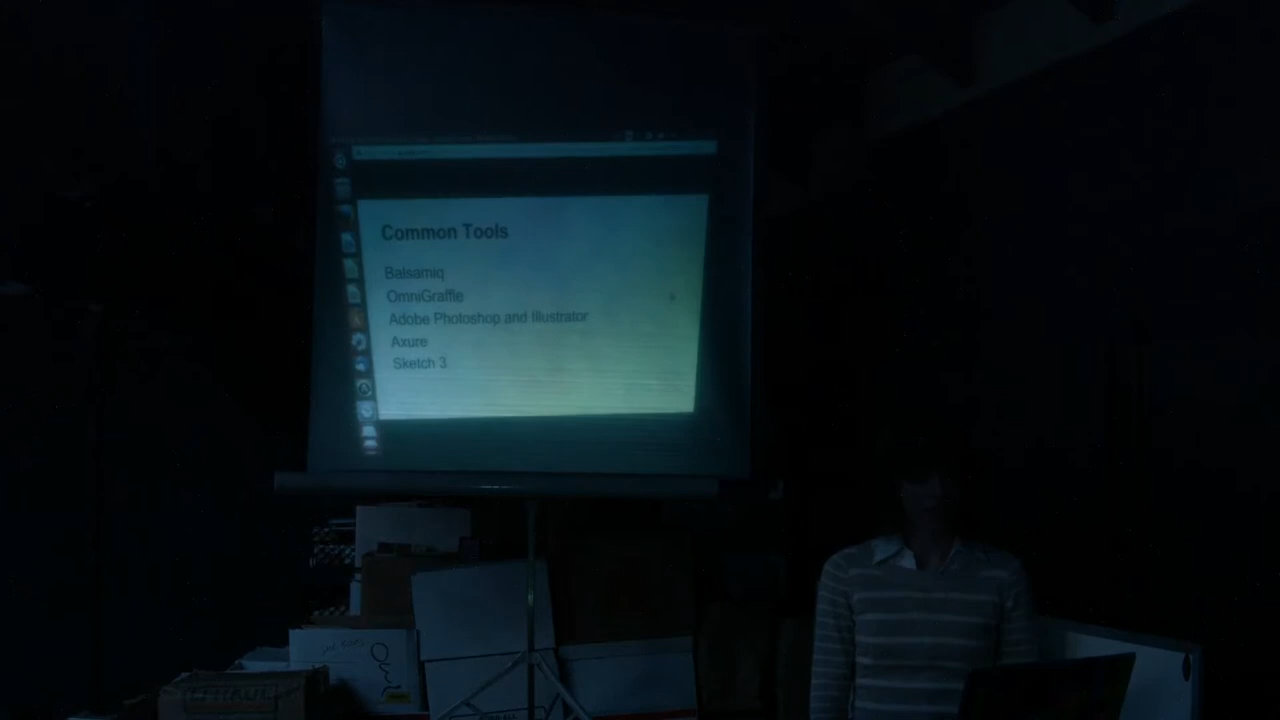 Common Tools
Balsamiq
OmniGraffle
Adobe Photoshop and Illustrator
Axure
Sketch 3